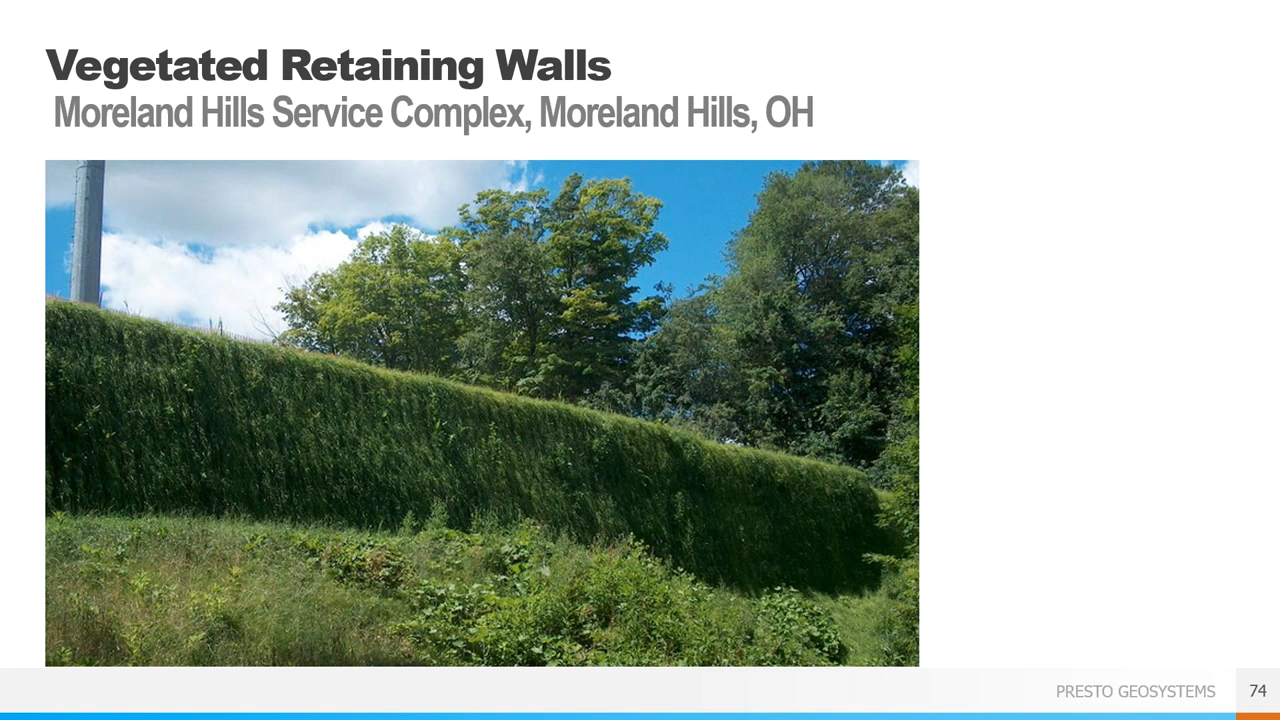 Vegetated Retaining Walls
Moreland Hills Service Complex, Moreland Hills, OH
PRESTO GEOSYSTEMS
74